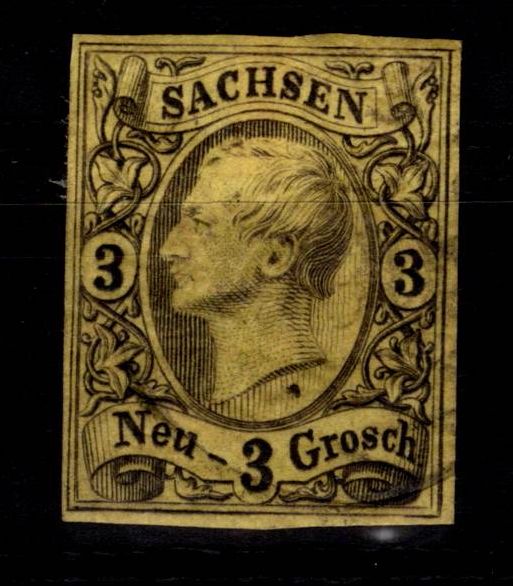 SACHSEN
3 3
Neu-3 Grosch